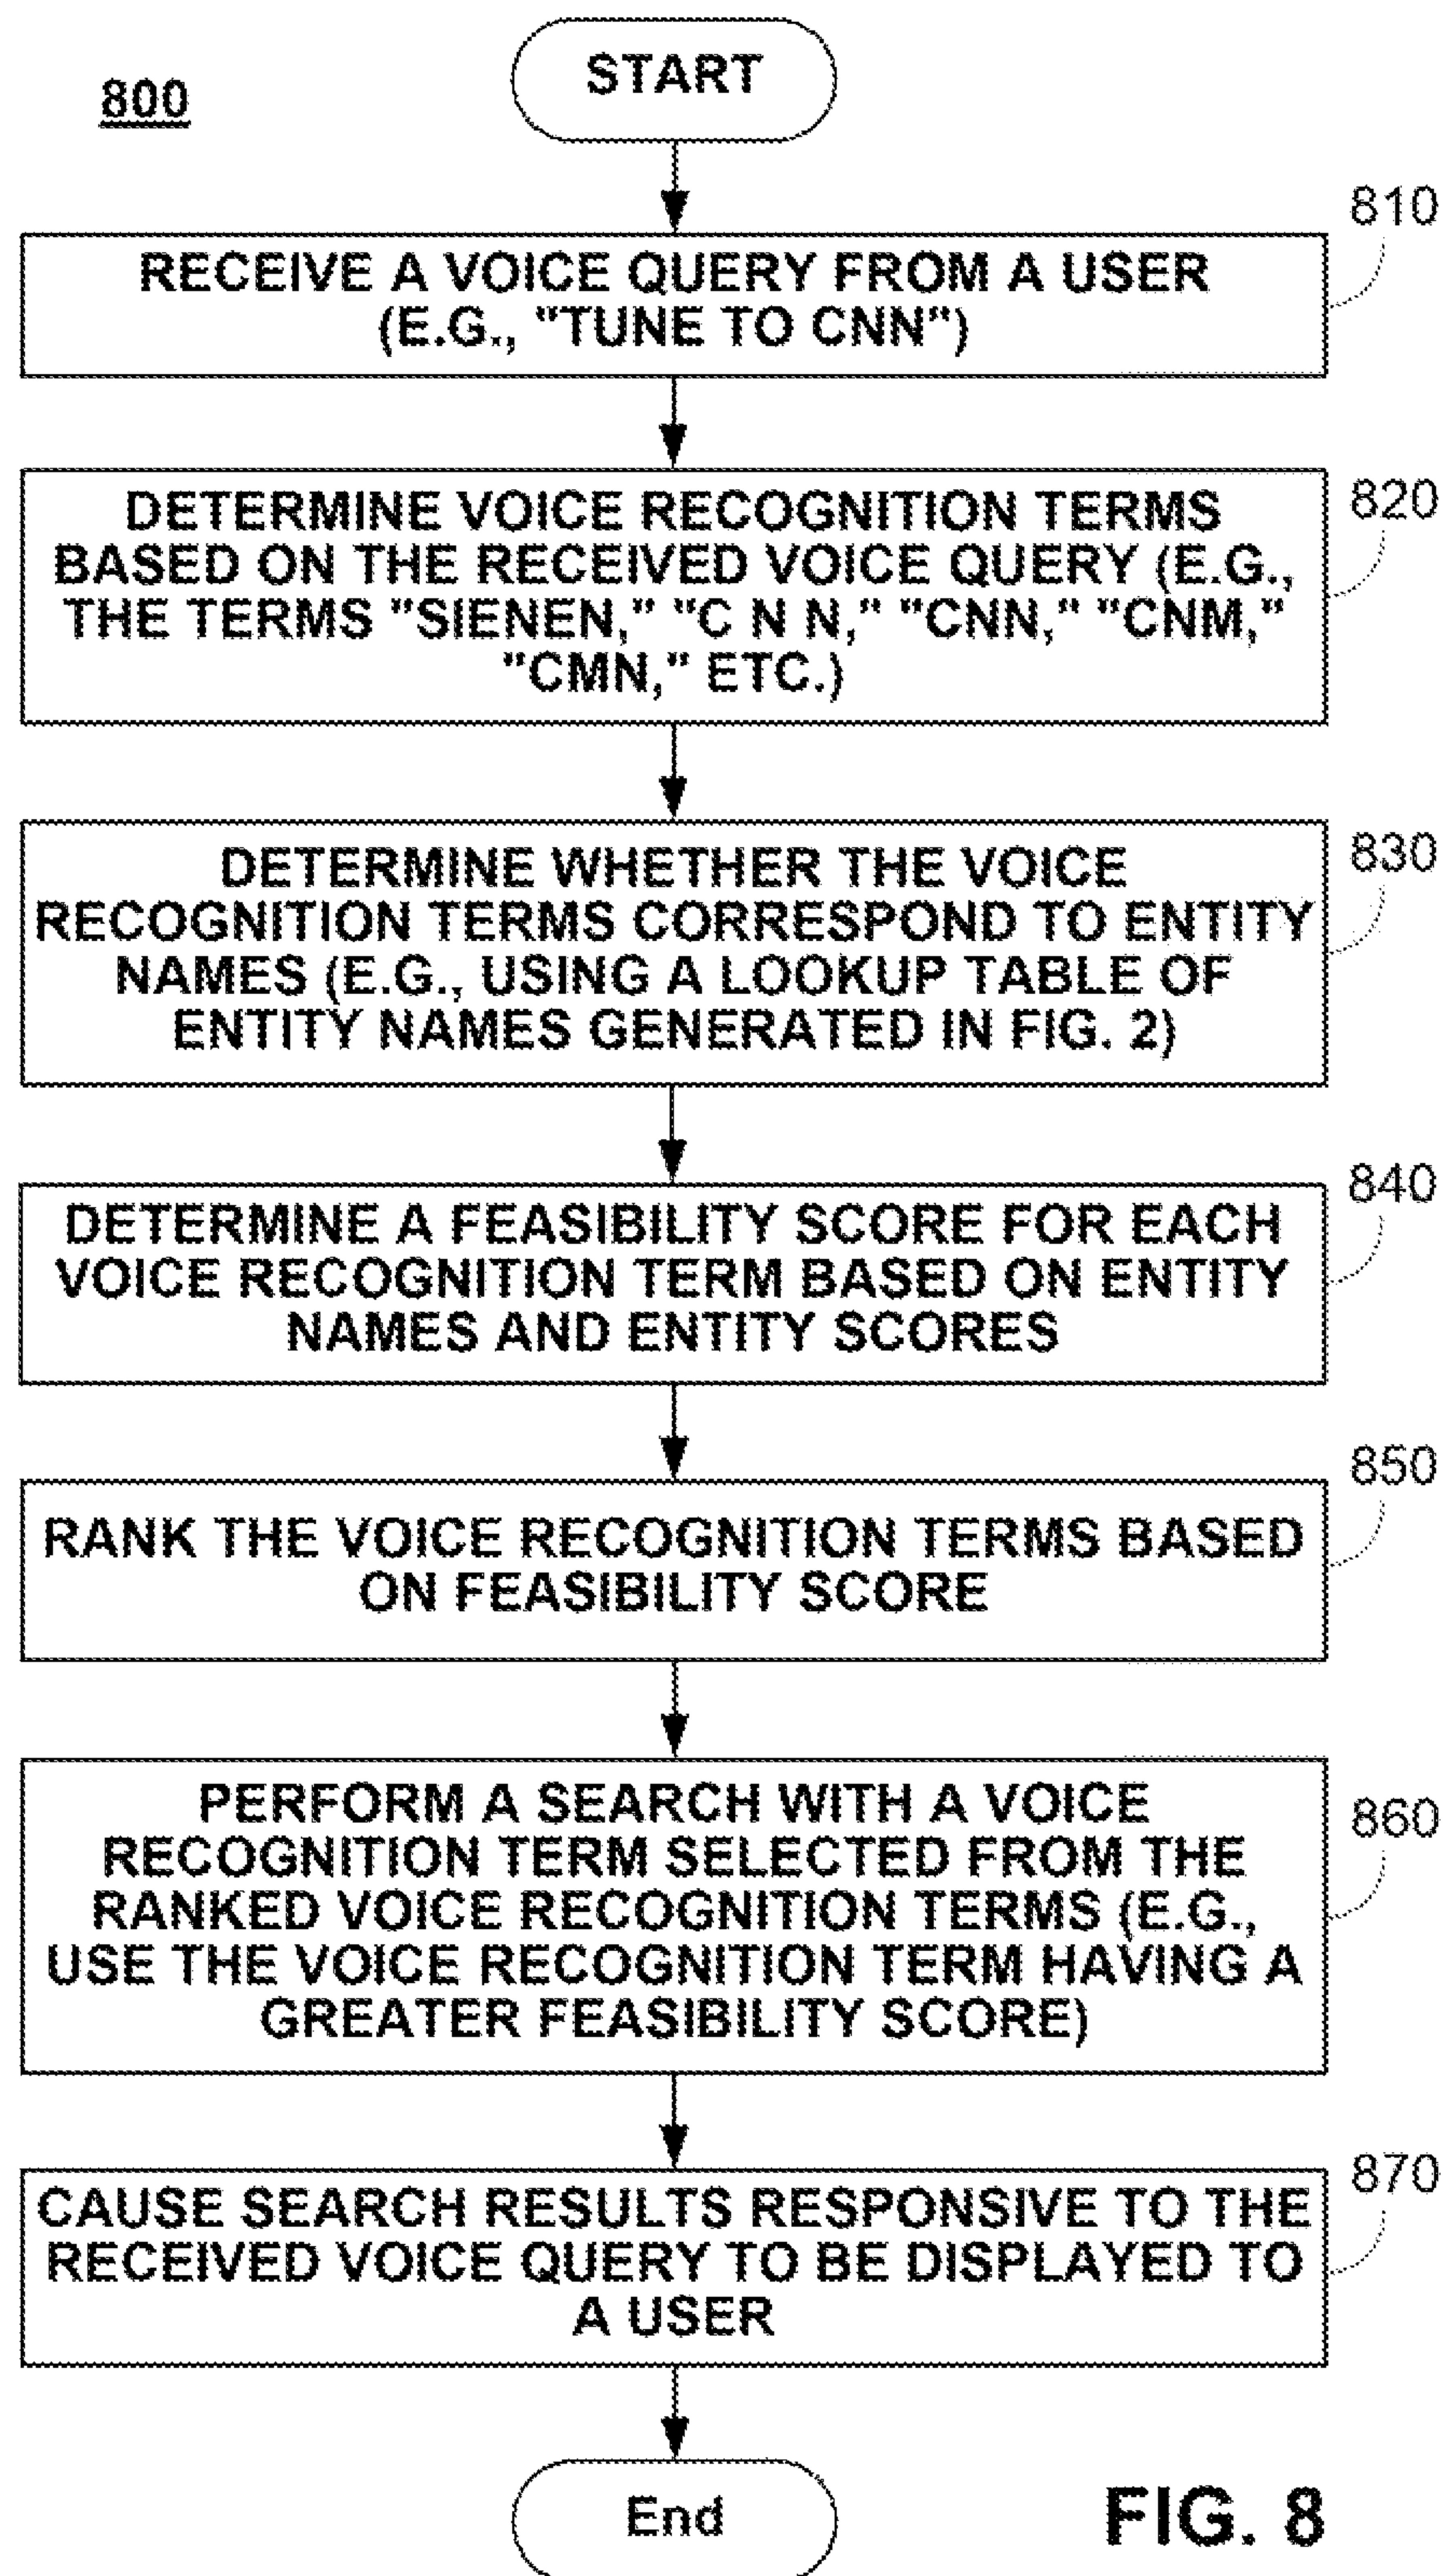 800
START
810
RECEIVE A VOICE QUERY FROM A USER
(E.G., "TUNE TO CNN")
820
DETERMINE VOICE RECOGNITION TERMS
BASED ON THE RECEIVED VOICE QUERY (E.G.,
THE TERMS "SIENEN," "C N N," "CNN," "CNM,"
"CMN," ETC.)
830
DETERMINE WHETHER THE VOICE
RECOGNITION TERMS CORRESPOND TO ENTITY
NAMES (E.G., USING A LOOKUP TABLE OF
ENTITY NAMES GENERATED IN FIG. 2)
840
DETERMINE A FEASIBILITY SCORE FOR EACH
VOICE RECOGNITION TERM BASED ON ENTITY
NAMES AND ENTITY SCORES
850
RANK THE VOICE RECOGNITION TERMS BASED
ON FEASIBILITY SCORE
860
PERFORM A SEARCH WITH A VOICE
RECOGNITION TERM SELECTED FROM THE
RANKED VOICE RECOGNITION TERMS (E.G.,
USE THE VOICE RECOGNITION TERM HAVING A
GREATER FEASIBILITY SCORE)
870
CAUSE SEARCH RESULTS RESPONSIVE TO THE
RECEIVED VOICE QUERY TO BE DISPLAYED TO
A USER
End
FIG. 8